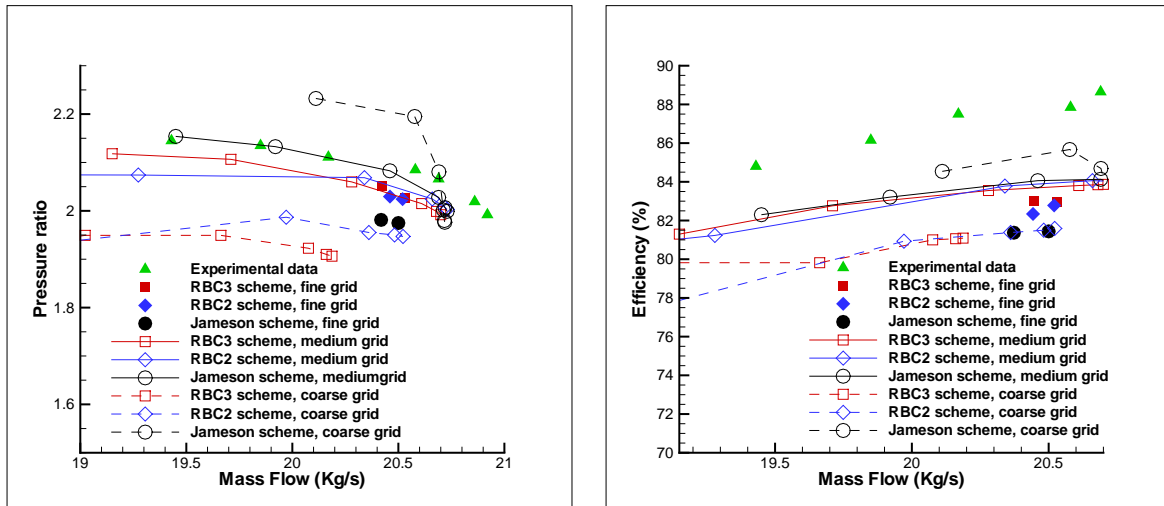 2.2
2
1.8
1.6
Pressure ratio
Experimental data
RBC3 scheme, fine grid
RBC2 scheme, fine grid
Jameson scheme, fine grid
RBC3 scheme, medium grid
RBC2 scheme, medium grid
Jameson scheme, mediumgrid
RBC3 scheme, coarse grid
RBC2 scheme, coarse grid
Jameson scheme, coarse grid
19 19.5 20 20.5 21
Mass Flow (Kg/s)
90
88
86
84
82
80
78
76
74
72
70
Efficiency (%)
Experimental data
RBC3 scheme, fine grid
RBC2 scheme, fine grid
Jameson scheme, fine grid
RBC3 scheme, medium grid
RBC2 scheme, medium grid
Jameson scheme, medium grid
RBC3 scheme, coarse grid
RBC2 scheme, coarse grid
Jameson scheme, coarse grid
19.5 20 20.5
Mass Flow (Kg/s)